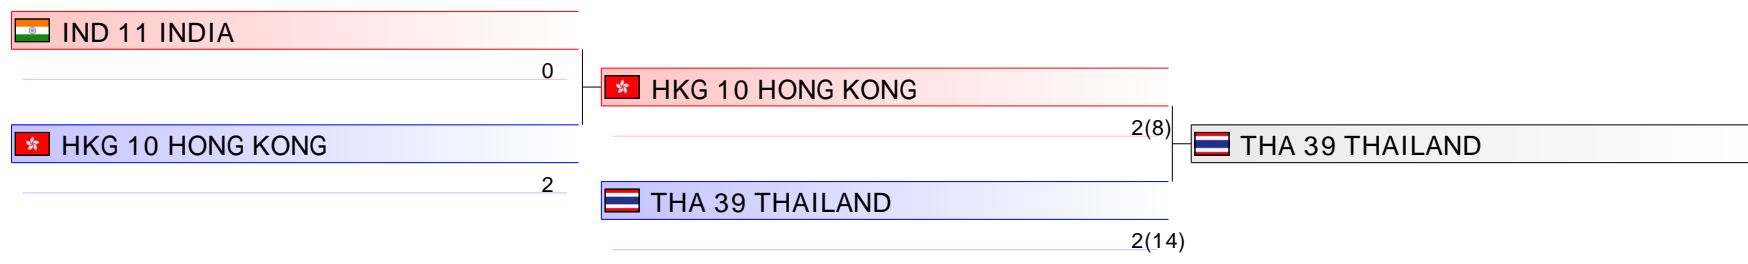 IND 11 INDIA
0
HKG 10 HONG KONG
2
HKG 10 HONG KONG
2(8)
THA 39 THAILAND
2(14)
THA 39 THAILAND